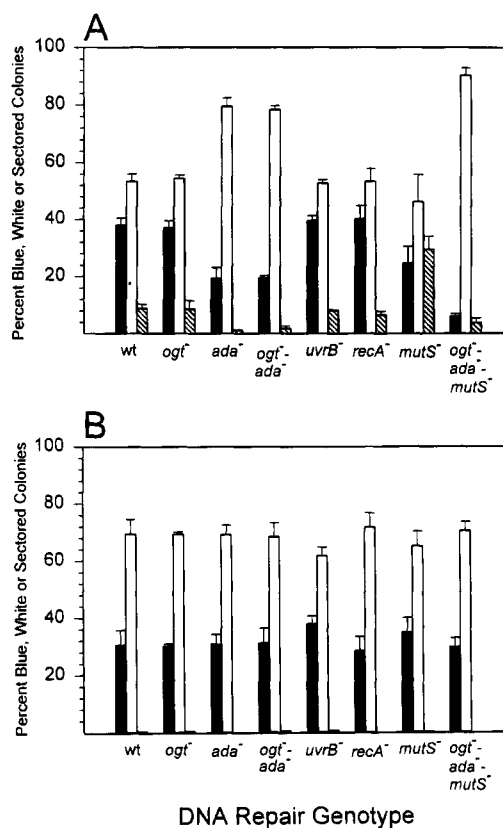 A
Percent Blue, White or Sectored Colonies
100
80
60
40
20
wt
ogt⁻
ada⁻
ogt⁻-
ada⁻
uvrB⁻
recA⁻
mutS⁻
ogt⁻-
ada⁻-
mutS⁻
B
Percent Blue, White or Sectored Colonies
100
80
60
40
20
wt
ogt⁻
ada⁻
ogt⁻-
ada⁻
uvrB⁻
recA⁻
mutS⁻
ogt⁻-
ada⁻-
mutS⁻
DNA Repair Genotype